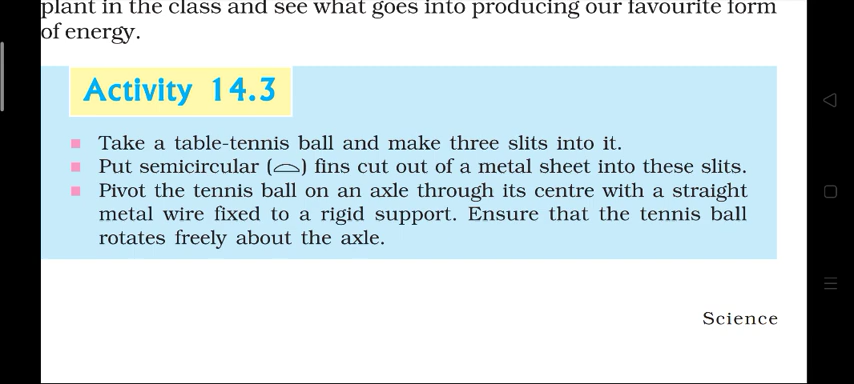 plant in the class and see what goes into producing our favourite form
of energy.
Activity 14.3
Take a table-tennis ball and make three slits into it.
Put semicircular () fins cut out of a metal sheet into these slits.
Pivot the tennis ball on an axle through its centre with a straight
metal wire fixed to a rigid support. Ensure that the tennis ball
rotates freely about the axle.
Science